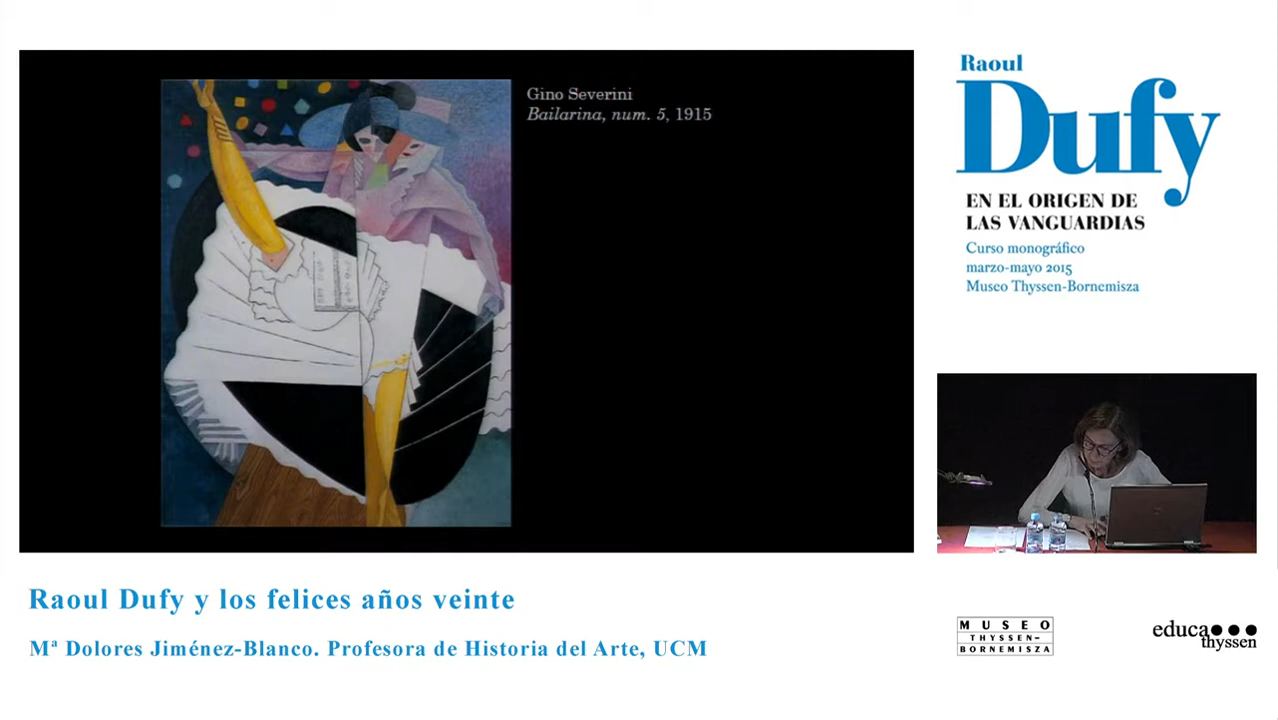 Gino Severini
Bailarina, num. 5, 1915
Raoul
Dufy
EN EL ORIGEN DE
LAS VANGUARDIAS
Curso monográfico
marzo-mayo 2015
Museo Thyssen-Bornemisza
Raoul Dufy y los felices años veinte
Mª Dolores Jiménez-Blanco. Profesora de Historia del Arte, UCM
MUSEO
THYSSEN-
BORNEMISZA
educa
thyssen